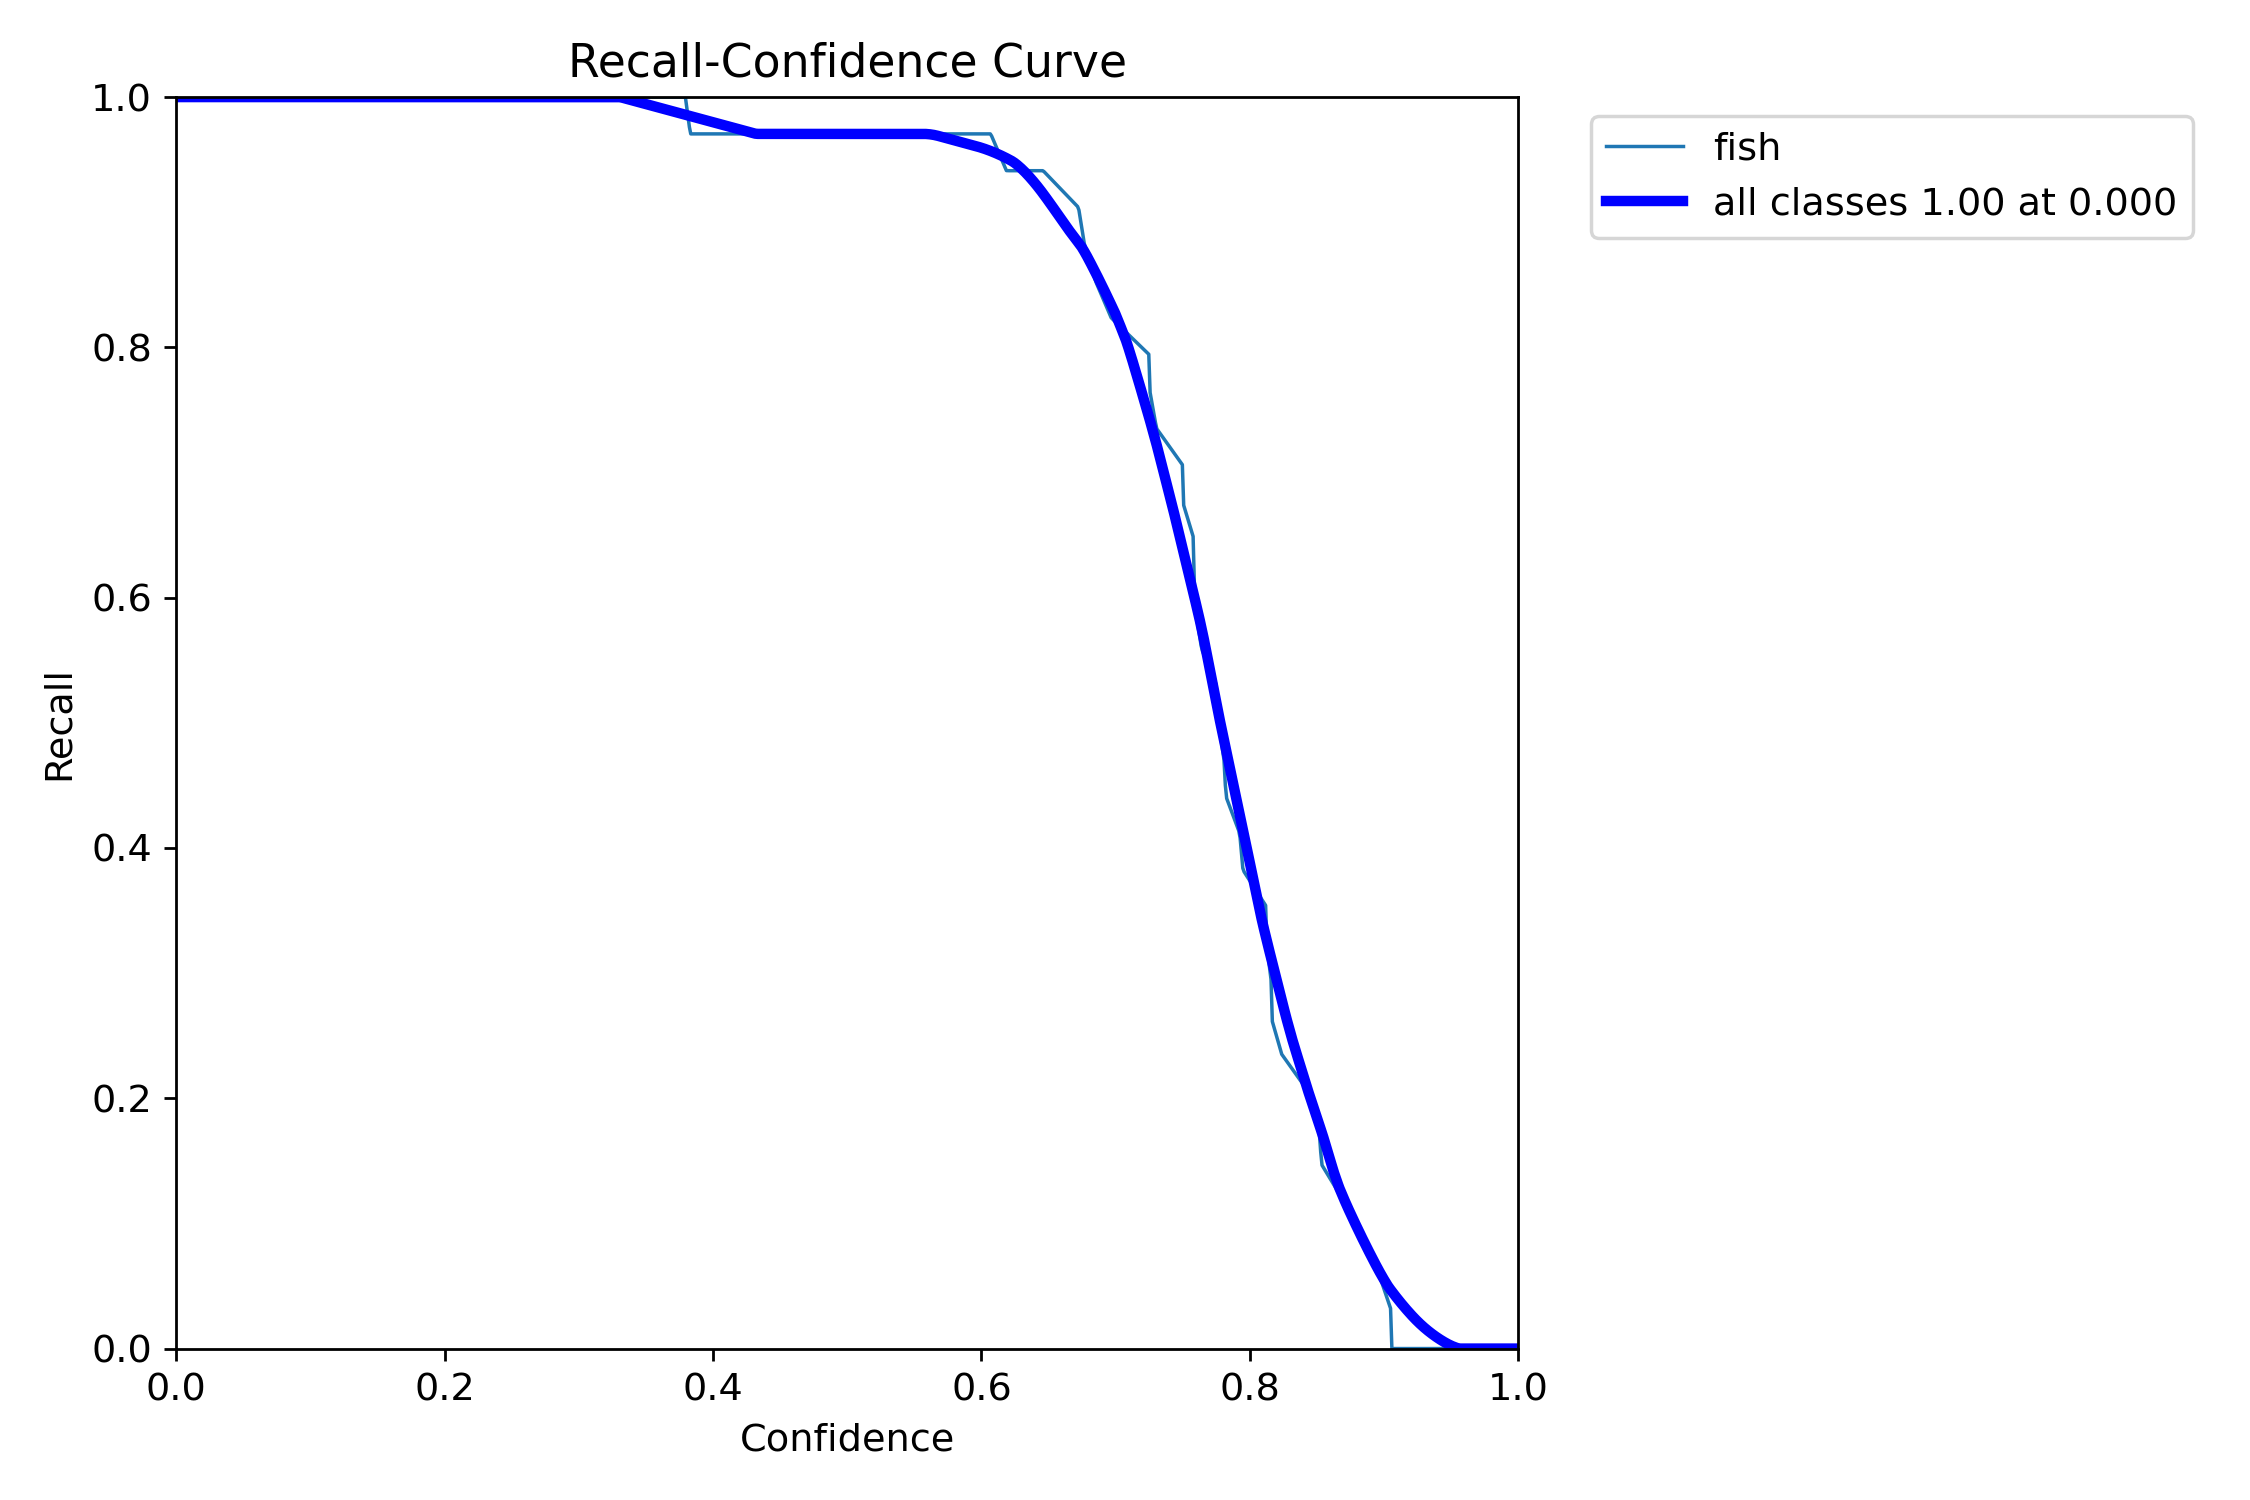 Recall-Confidence Curve
1.0
0.8
0.6
0.4
0.2
0.0
Recall
0.0 0.2 0.4 0.6 0.8 1.0
Confidence
fish
all classes 1.00 at 0.000